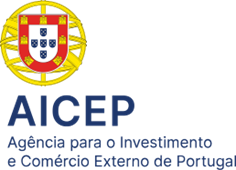 AICEP
Agência para o Investimento
e Comércio Externo de Portugal